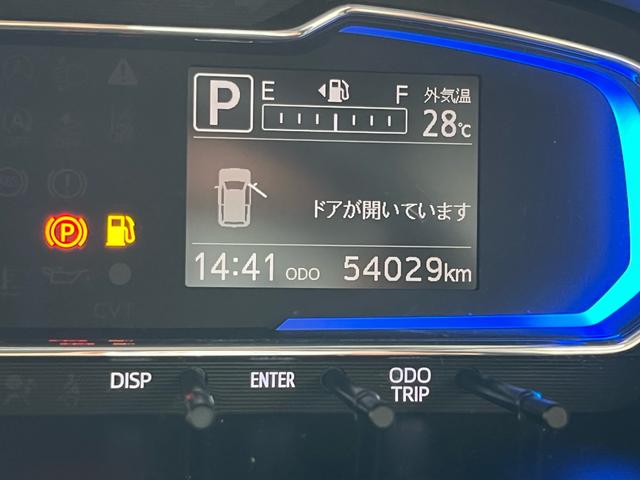 P
E F 外気温
28℃
ドアが開いています
14:41 ODO 54029km
(P)
CVT
DISP ENTER ODO
TRIP